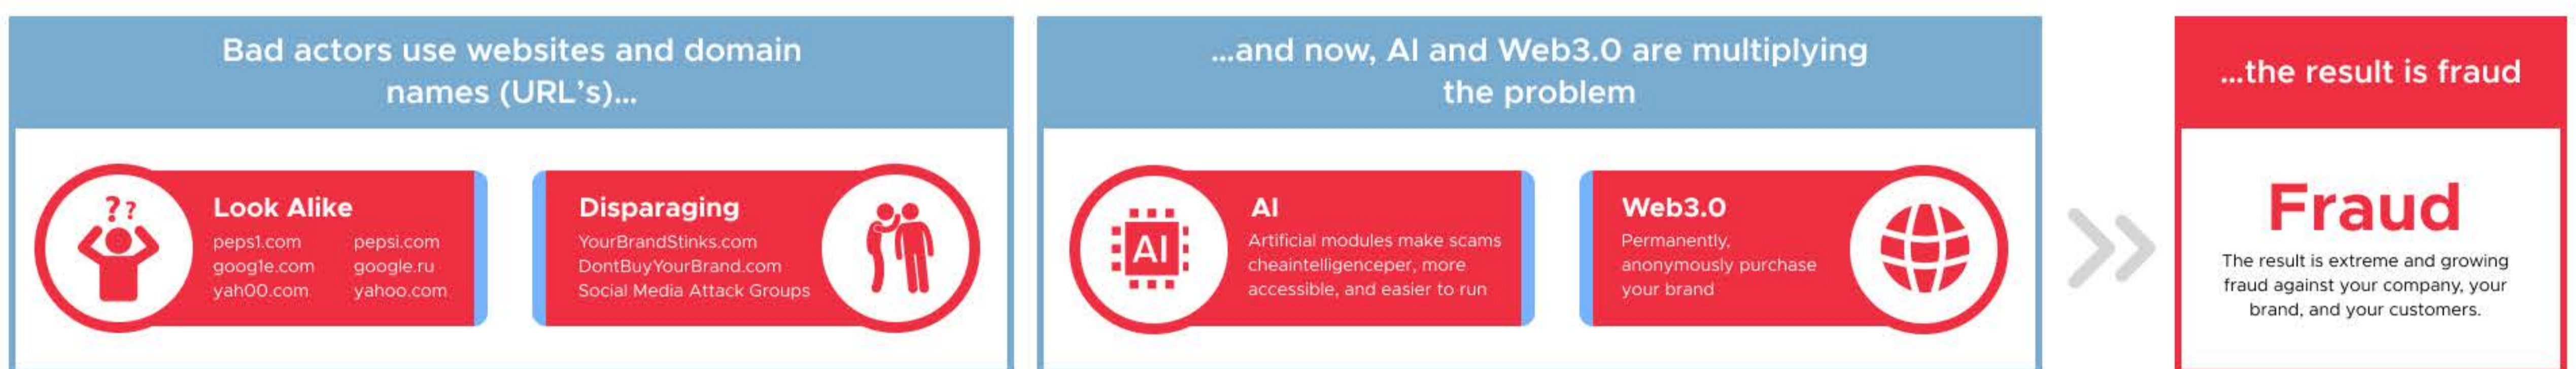 Bad actors use websites and domain
names (URL's)...
??
Look Alike
peps1.com pepsi.com
goog1e.com google.ru
yah00.com yahoo.com
Disparaging
YourBrandStinks.com
DontBuyYourBrand.com
Social Media Attack Groups
...and now, AI and Web3.0 are multiplying
the problem
AI
AI
Artificial modules make scams
cheaintelligenceper, more
accessible, and easier to run
Web3.0
Permanently,
anonymously purchase
your brand
...the result is fraud
Fraud
The result is extreme and growing
fraud against your company, your
brand, and your customers.